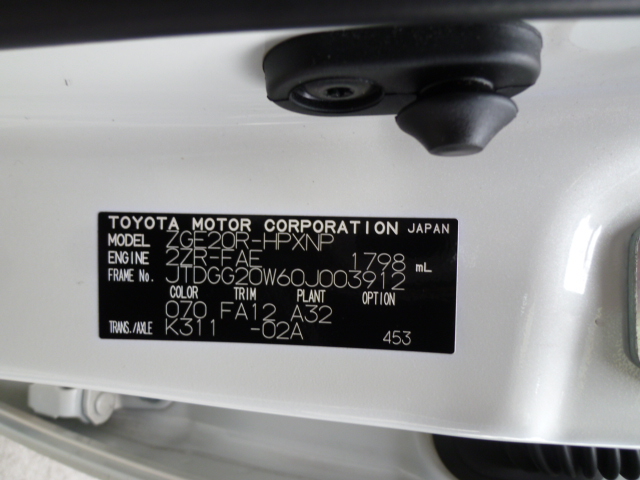 TOYOTA MOTOR CORPORATION JAPAN
MODEL ZGE20R-HPXNP
ENGINE 2ZR-FAE 1798 mL
FRAME No. JTDGG20W60J003912
COLOR TRIM PLANT OPTION
070 FA12 A32
TRANS./AXLE K311 -02A 453